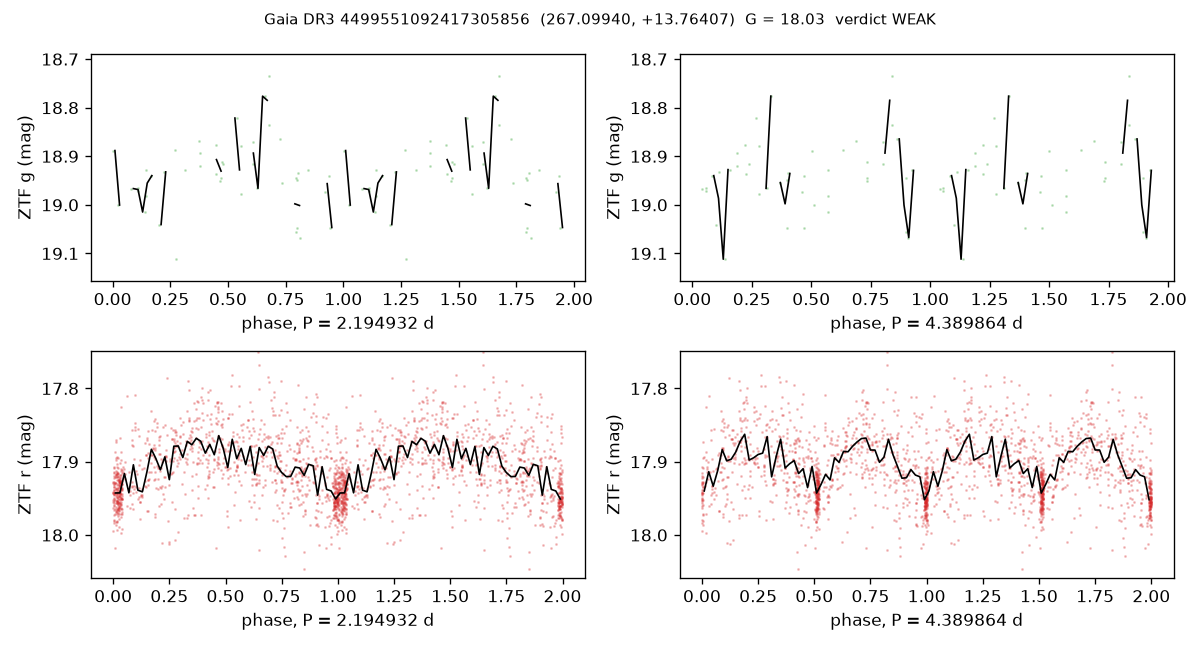 Gaia DR3 4499551092417305856  (267.09940, +13.76407)  G = 18.03  verdict WEAK
ZTF g (mag)
18.7
18.8
18.9
19.0
19.1
0.00 0.25 0.50 0.75 1.00 1.25 1.50 1.75 2.00
phase, P = 2.194932 d
ZTF g (mag)
18.7
18.8
18.9
19.0
19.1
0.00 0.25 0.50 0.75 1.00 1.25 1.50 1.75 2.00
phase, P = 4.389864 d
ZTF r (mag)
17.8
17.9
18.0
0.00 0.25 0.50 0.75 1.00 1.25 1.50 1.75 2.00
phase, P = 2.194932 d
ZTF r (mag)
17.8
17.9
18.0
0.00 0.25 0.50 0.75 1.00 1.25 1.50 1.75 2.00
phase, P = 4.389864 d